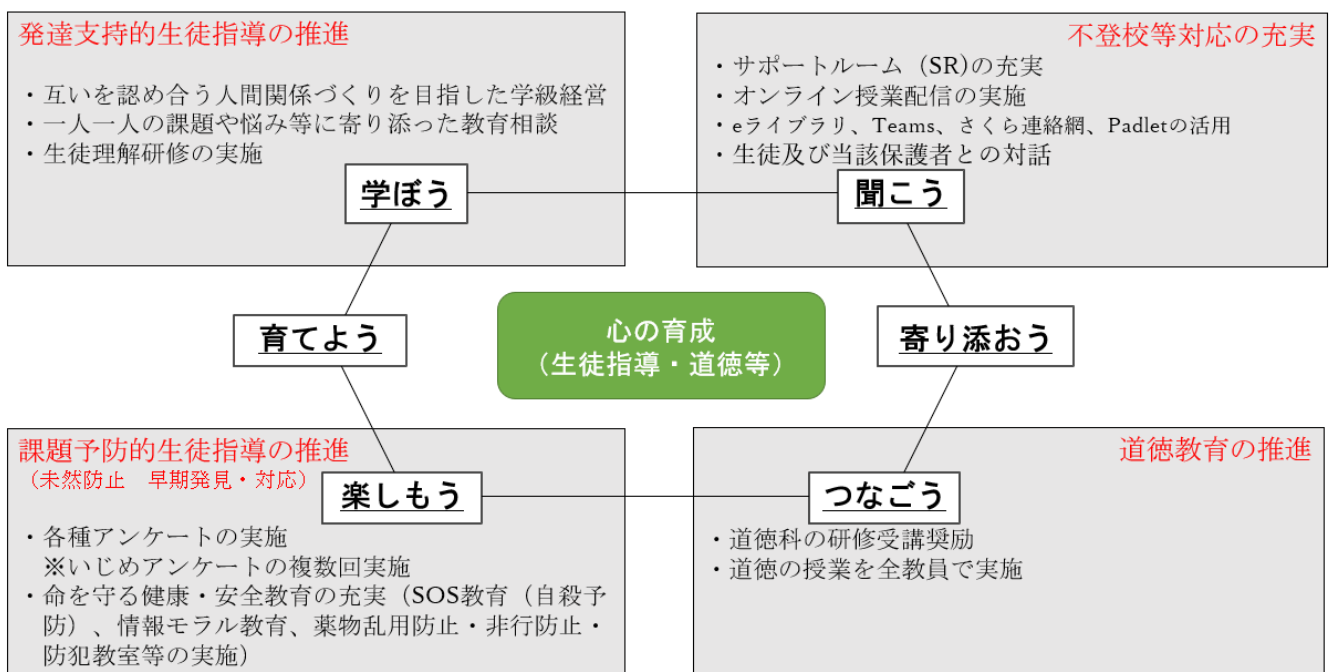 発達支持的生徒指導の推進
・互いを認め合う人間関係づくりを目指した学級経営
・一人一人の課題や悩み等に寄り添った教育相談
・生徒理解研修の実施
不登校等対応の充実
・サポートルーム（SR)の充実
・オンライン授業配信の実施
・eライブラリ、Teams、さくら連絡網、Padletの活用
・生徒及び当該保護者との対話
学ぼう
聞こう
育てよう
心の育成
（生徒指導・道徳等）
寄り添おう
課題予防的生徒指導の推進
（未然防止　早期発見・対応）
楽しもう
・各種アンケートの実施
※いじめアンケートの複数回実施
・命を守る健康・安全教育の充実（SOS教育（自殺予
防）、情報モラル教育、薬物乱用防止・非行防止・
防犯教室等の実施）
道徳教育の推進
つなごう
・道徳科の研修受講奨励
・道徳の授業を全教員で実施